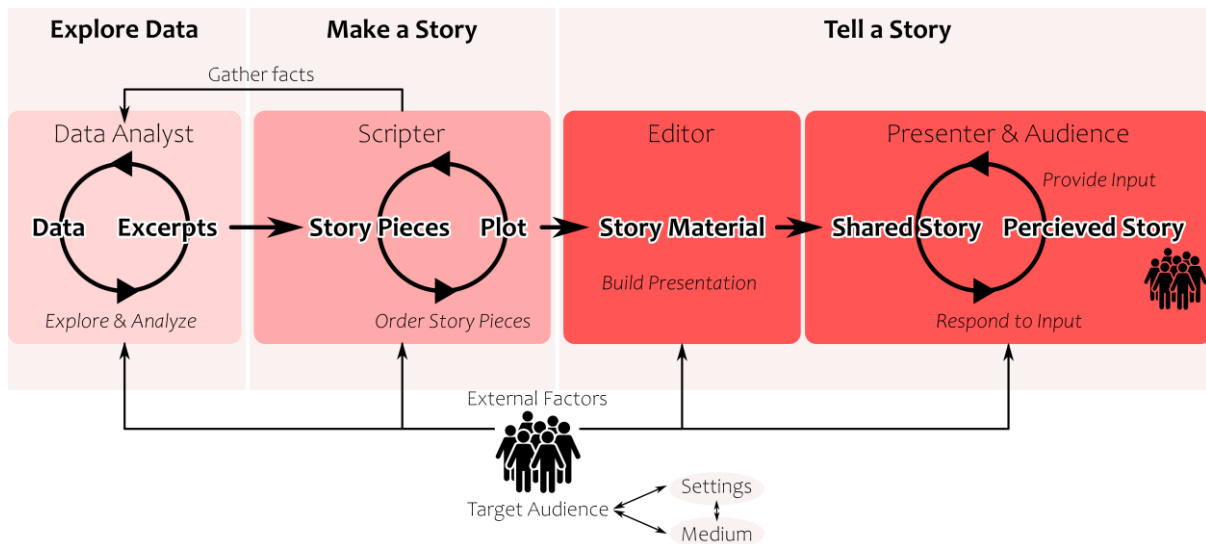 Explore Data
Make a Story
Tell a Story
Gather facts
Data Analyst
Scripter
Editor
Presenter & Audience
Provide Input
Data
Excerpts
Story Pieces
Plot
Story Material
Shared Story
Percieved Story
Build Presentation
Explore & Analyze
Order Story Pieces
Respond to Input
External Factors
Target Audience
Settings
Medium